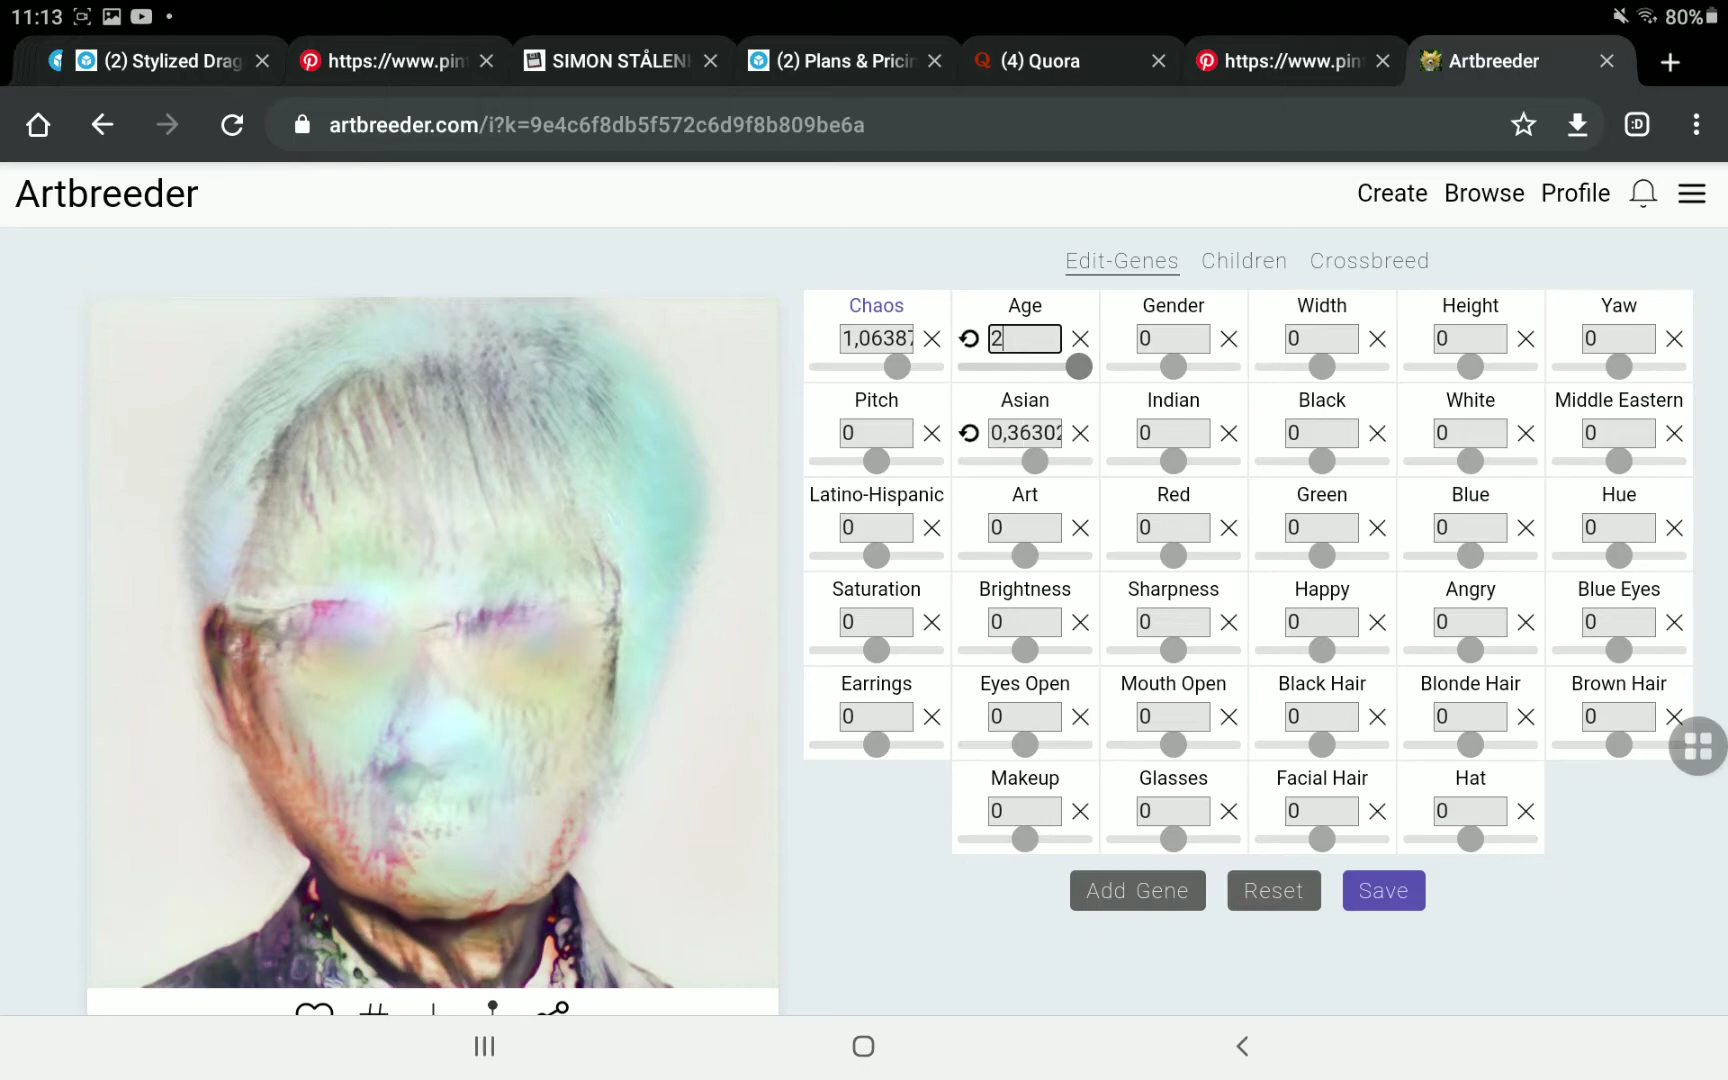 11:13
80%
(2) Stylized Drag
https://www.pin
SIMON STÅLEN
(2) Plans & Pricin
(4) Quora
https://www.pin
Artbreeder
artbreeder.com/i?k=9e4c6f8db5f572c6d9f8b809be6a
:D
Artbreeder
Create Browse Profile
Edit-Genes Children Crossbreed
Chaos Age Gender Width Height Yaw
1,06387 2 0 0 0 0
Pitch Asian Indian Black White Middle Eastern
0 0,36302 0 0 0 0
Latino-Hispanic Art Red Green Blue Hue
0 0 0 0 0 0
Saturation Brightness Sharpness Happy Angry Blue Eyes
0 0 0 0 0 0
Earrings Eyes Open Mouth Open Black Hair Blonde Hair Brown Hair
0 0 0 0 0 0
Makeup Glasses Facial Hair Hat
0 0 0 0
Add Gene Reset Save